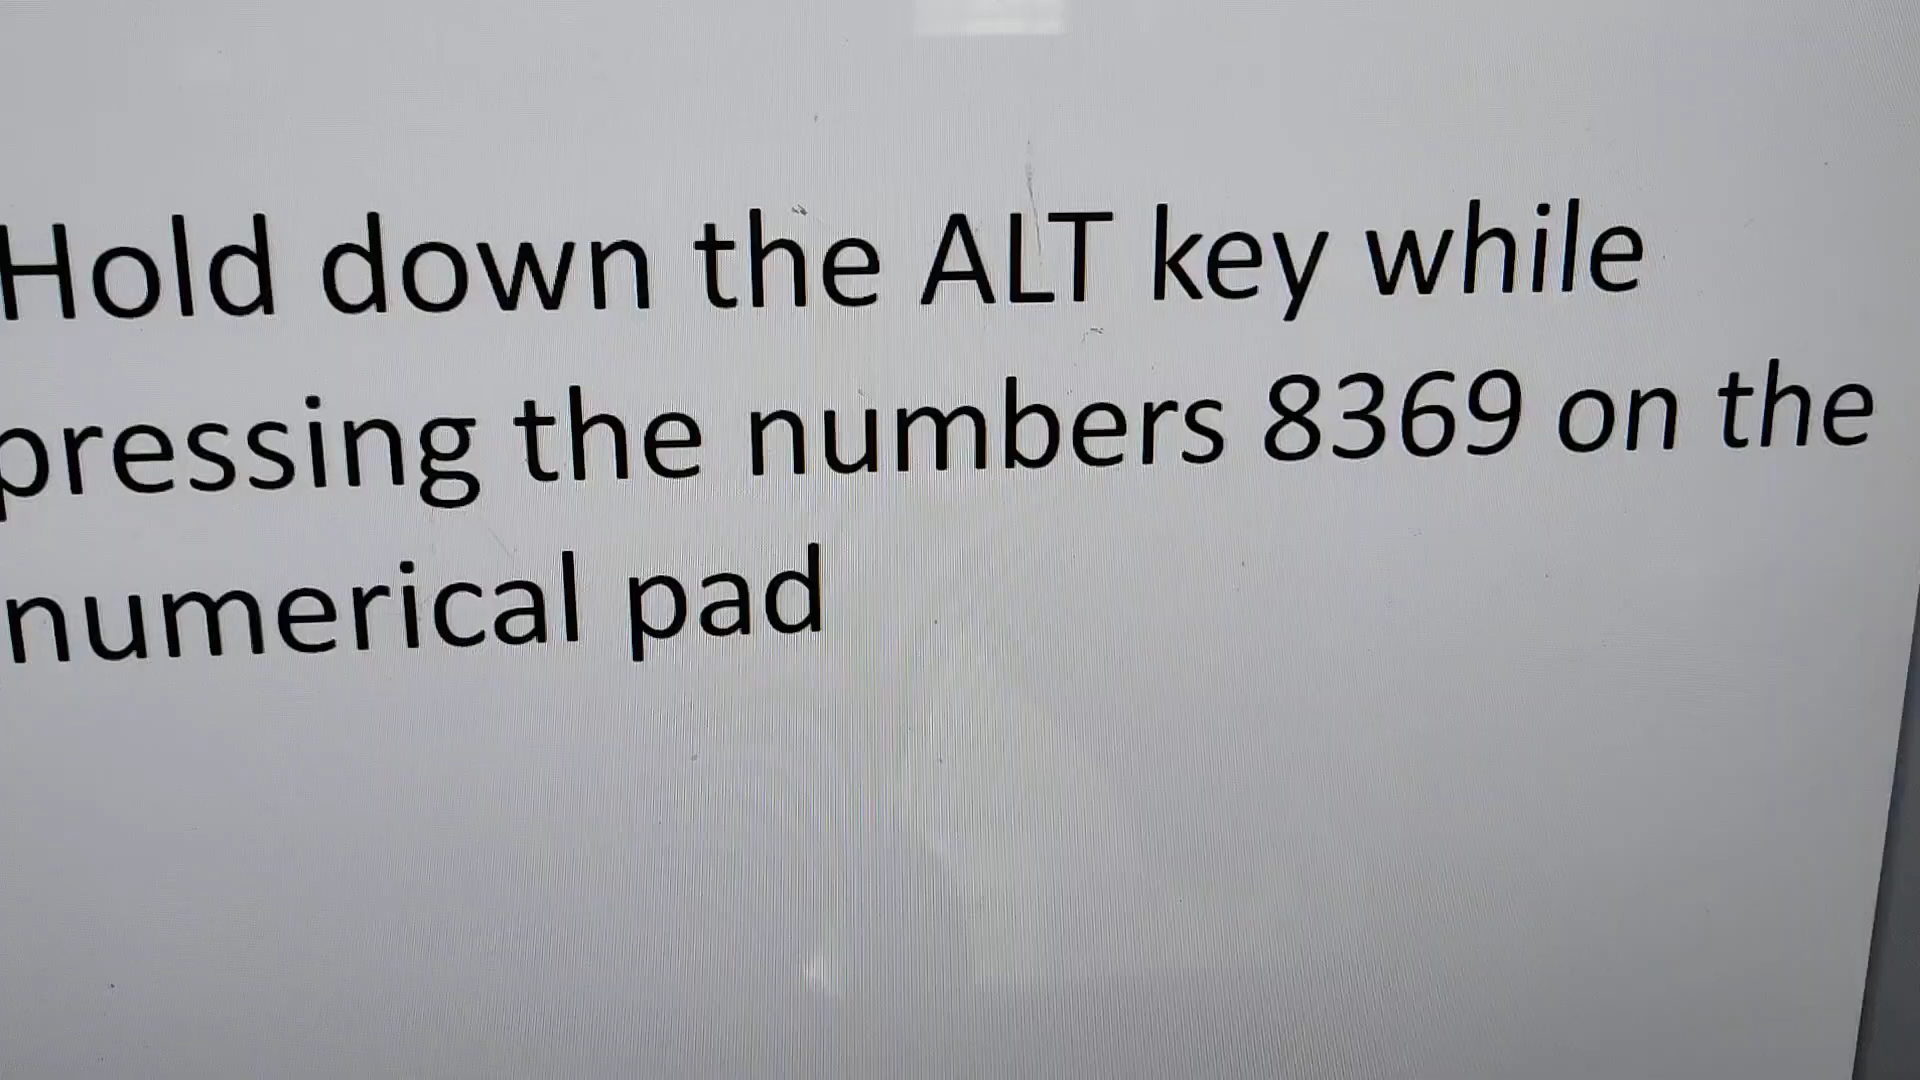 Hold down the ALT key while
pressing the numbers 8369 on the
numerical pad